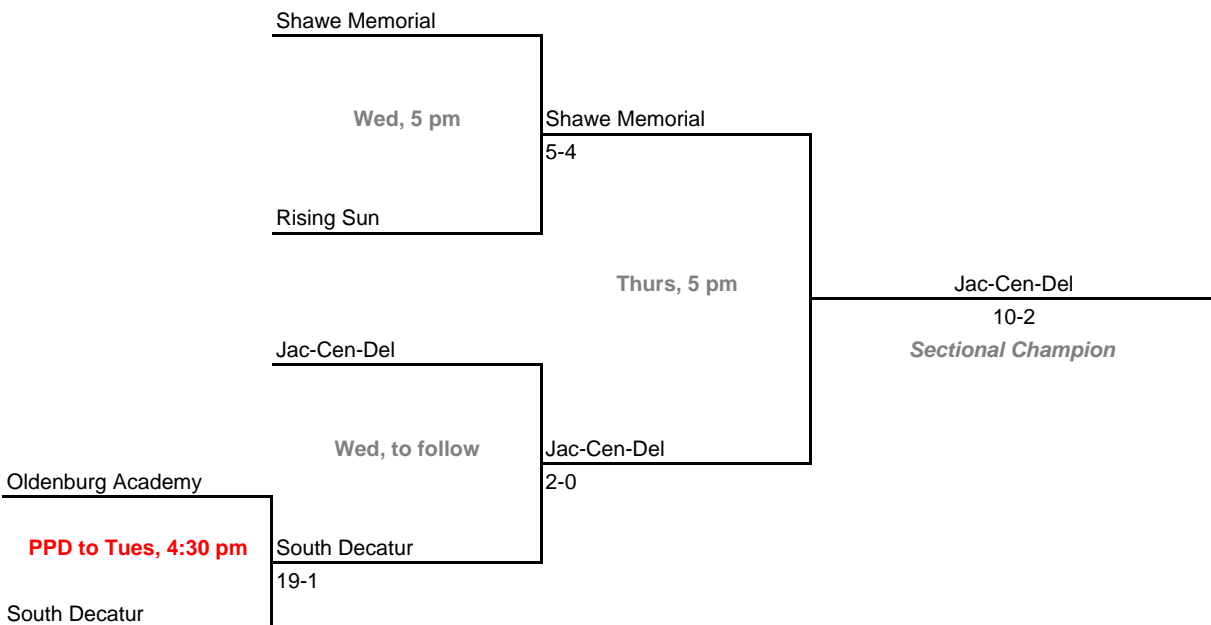 Shawe Memorial
Wed, 5 pm
Shawe Memorial
5-4
Rising Sun
Thurs, 5 pm
Jac-Cen-Del
10-2
Sectional Champion
Jac-Cen-Del
Wed, to follow
Jac-Cen-Del
2-0
Oldenburg Academy
PPD to Tues, 4:30 pm
South Decatur
19-1
South Decatur